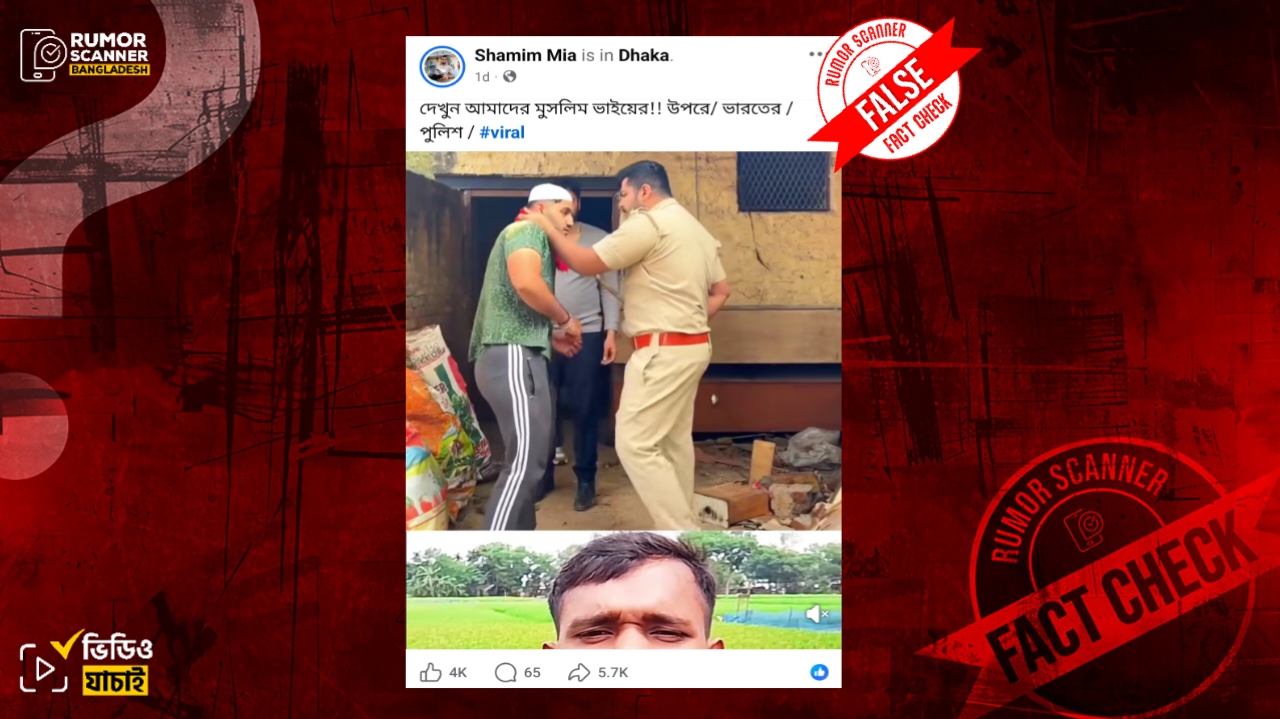 RUMOR
SCANNER
BANGLADESH
Shamim Mia is in Dhaka.
1d
দেখুন আমাদের মুসলিম ভাইয়ের!! উপরে/ ভারতের /
পুলিশ / #viral
RUMOR SCANNER
FALSE
FACT CHECK
4K
65
5.7K
ভিডিও
যাচাই
RUMOR SCANNER
FACT CHECK